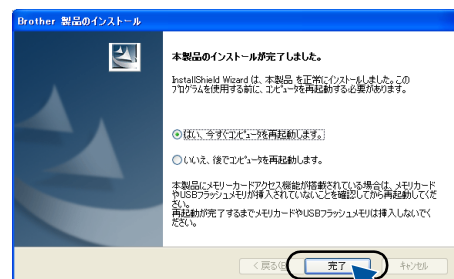 Brother 製品のインストール
本製品のインストールが完了しました。
InstallShield Wizard は、本製品 を正常にインストールしました。この
プログラムを使用する前に、コンピュータを再起動する必要があります。
はい、今すぐコンピュータを再起動します。
いいえ、後でコンピュータを再起動します。
本製品にメモリーカードアクセス機能が搭載されている場合は、メモリカード
やUSBフラッシュメモリが挿入されていないことを確認してから再起動してくだ
さい。
再起動が完了するまでメモリカードやUSBフラッシュメモリは挿入しないでく
ださい。
< 戻る(B 完了 キャンセル